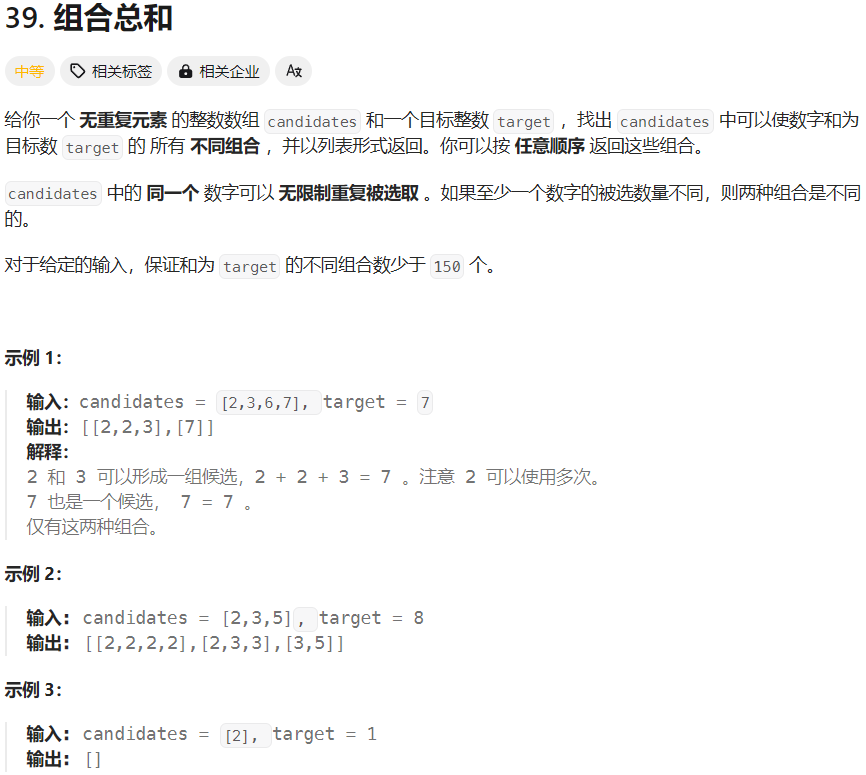 39. 组合总和
中等 相关标签 相关企业 Ax
给你一个 无重复元素 的整数数组 candidates 和一个目标整数 target ，找出 candidates 中可以使数字和为
目标数 target 的 所有 不同组合 ，并以列表形式返回。你可以按 任意顺序 返回这些组合。
candidates 中的 同一个 数字可以 无限制重复被选取 。如果至少一个数字的被选数量不同，则两种组合是不同
的。
对于给定的输入，保证和为 target 的不同组合数少于 150 个。
示例 1：
输入：candidates = [2,3,6,7], target = 7
输出：[[2,2,3],[7]]
解释：
2 和 3 可以形成一组候选，2 + 2 + 3 = 7 。注意 2 可以使用多次。
7 也是一个候选， 7 = 7 。
仅有这两种组合。
示例 2：
输入：candidates = [2,3,5], target = 8
输出：[[2,2,2,2],[2,3,3],[3,5]]
示例 3：
输入：candidates = [2], target = 1
输出：[]